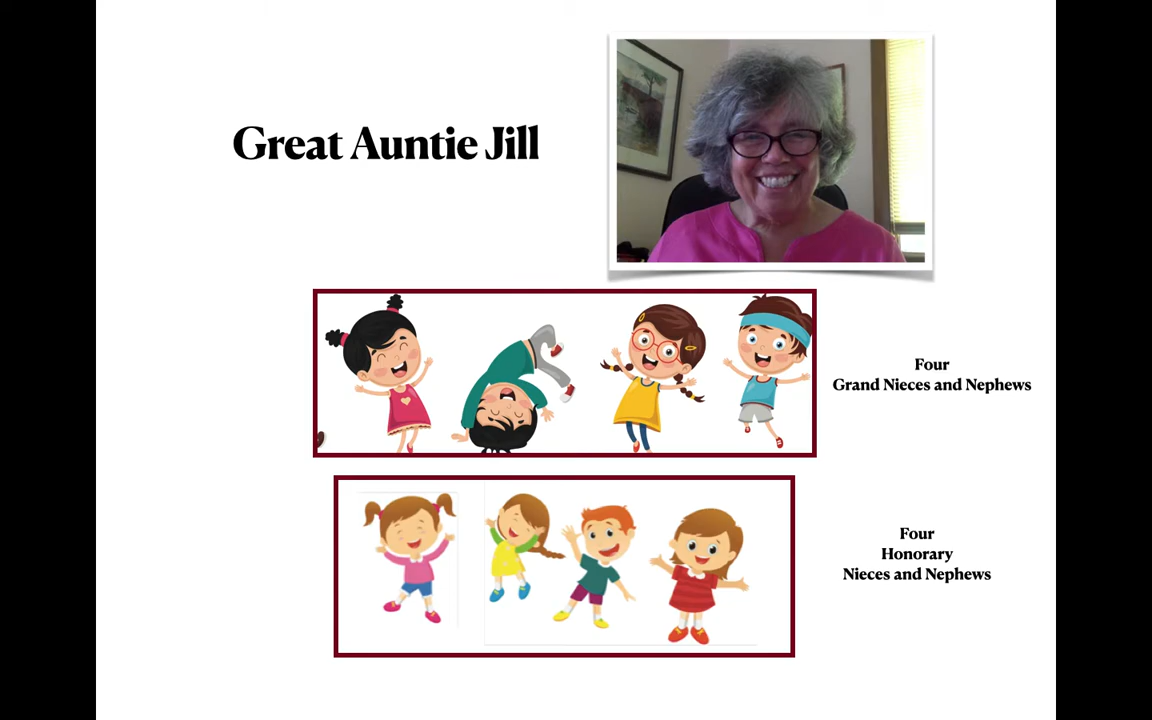 Great Auntie Jill
Four
Grand Nieces and Nephews
Four
Honorary
Nieces and Nephews